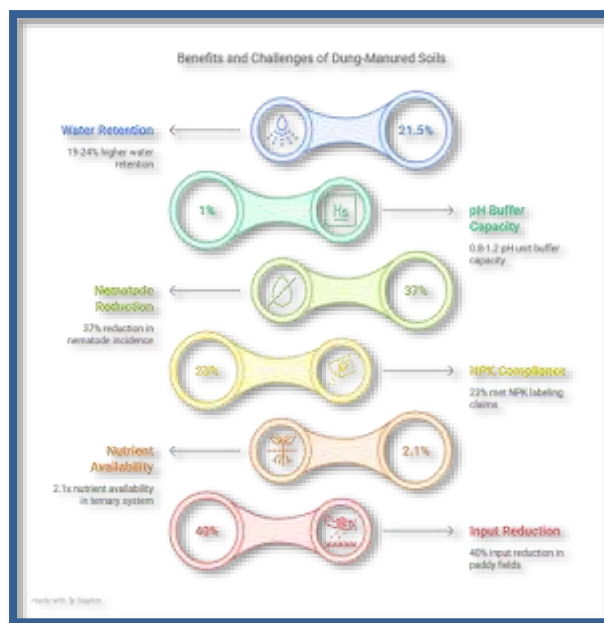 Benefits and Challenges of Dung-Manured Soils
Water Retention
19-24% higher water
retention
21.5%
1%
Hs
pH Buffer
Capacity
0.8-1.2 pH unit buffer
capacity
Nematode
Reduction
37% reduction in
nematode incidence
37%
23%
NPK Compliance
23% met NPK labeling
claims
Nutrient
Availability
2.1x nutrient availability
in ternary system
2.1%
40%
Input Reduction
40% input reduction in
paddy fields
Made with Napkin